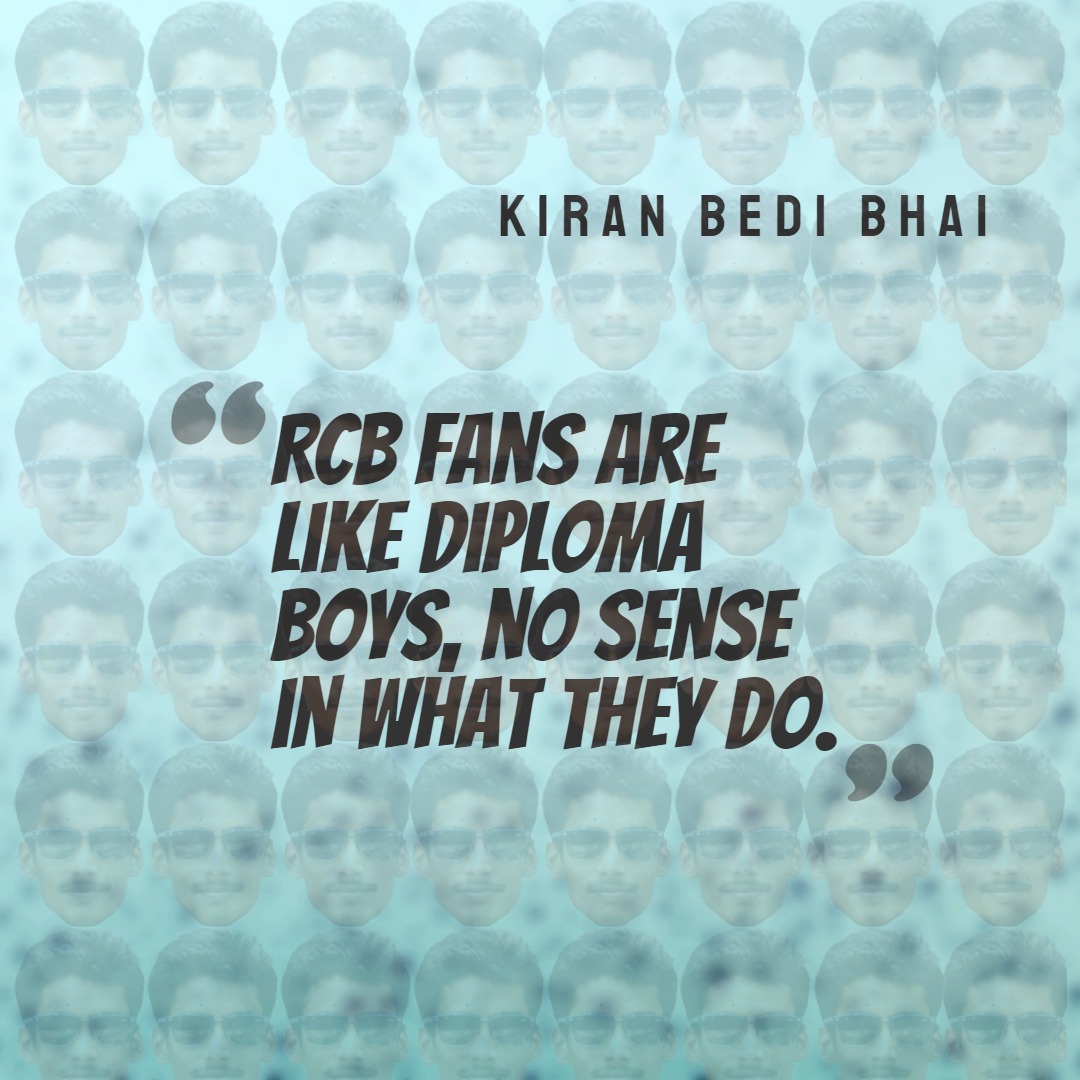 KIRAN BEDI BHAI
“RCB FANS ARE
LIKE DIPLOMA
BOYS, NO SENSE
IN WHAT THEY DO.”